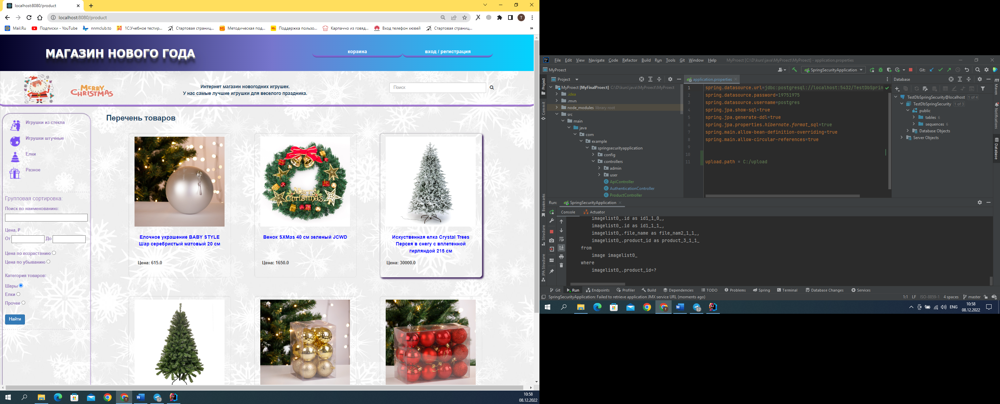 localhost:8080/product
localhost:8080/product
T
Mail.Ru
Подписки - YouTube
nnmclub.to
1С:Учебное тестир...
Стартовая страниц...
Методическая под...
Поддержка пользо...
Карпаччо из говяд...
Вход телефон хювей
Стартовая страниц...
»
МАГАЗИН НОВОГО ГОДА
корзина
вход / регистрация
MERRY
CHRISTMAS
Интернет магазин новогодних игрушек.
У нас самые лучшие игрушки для веселого праздника.
Поиск
Игрушки из стекла
Игрушки штучные
Елки
Разное
Групповая сортировка:
Поиск по наименованию:
Цена, ₽
От
До
Цена по возрастанию
Цена по убыванию
Категория товаров:
Шары
Елки
Прочее
Найти
Перечень товаров
Елочное украшение BABY STYLE
Шар серебристый матовый 20 см
Цена: 615.0
Merry
Christmas
Венок SXMas 40 см зеленый JCWD
Цена: 1650.0
Искуственная елка Crystal Trees
Персея в снегу с вплетенной
гирляндой 215 см
Цена: 30000.0
62
10:58
08.12.2022
File Edit View Navigate Code Refactor Build Run Tools Git Window Help
MyProect [C:\D\kurs\java\MyProect\MyProect] - application.properties
MyProect
SpringSecurityApplication
Git:
Project
MyProect [MyFinalProect] C:\D\kurs\java\MyProect\MyProect
.idea
.mvn
node_modules library root
src
main
java
com
example
springsecurityapplication
config
controllers
admin
user
ApiController
AuthenticationController
ProductController
Project
Commit
Bookmarks
Structure
JPA Structure
application.properties
1 spring.datasource.url=jdbc:postgresql://localhost:5432/TestDbSprin
2 spring.datasource.password=19751975
3 spring.datasource.username=postgres
4 spring.jpa.show-sql=true
5 spring.jpa.generate-ddl=true
6 spring.jpa.properties.hibernate.format_sql=true
7 spring.main.allow-bean-definition-overriding=true
8 spring.main.allow-circular-references=true
9
10
11 upload.path = C:/upload
Database
TestDbSpringSecurity@localhost 1 of 4
TestDbSpringSecurity 1 of 3
public
tables 6
sequences 6
Database Objects
Server Objects
Maven
Notifications
Database
Run:
SpringSecurityApplication
Console
Actuator
imagelist0_.id as id1_1_0_,
imagelist0_.id as id1_1_1_,
imagelist0_.file_name as file_nam2_1_1_,
imagelist0_.product_id as product_3_1_1_
from
image imagelist0_
where
imagelist0_.product_id=?
Git Run Endpoints Profiler Build Dependencies TODO Problems Spring Terminal Database Changes Services
SpringSecurityApplication: Failed to retrieve application JMX service URL (moments ago)
1:1 LF ISO-8859-1 4 spaces master
62
ENG
10:58
08.12.2022